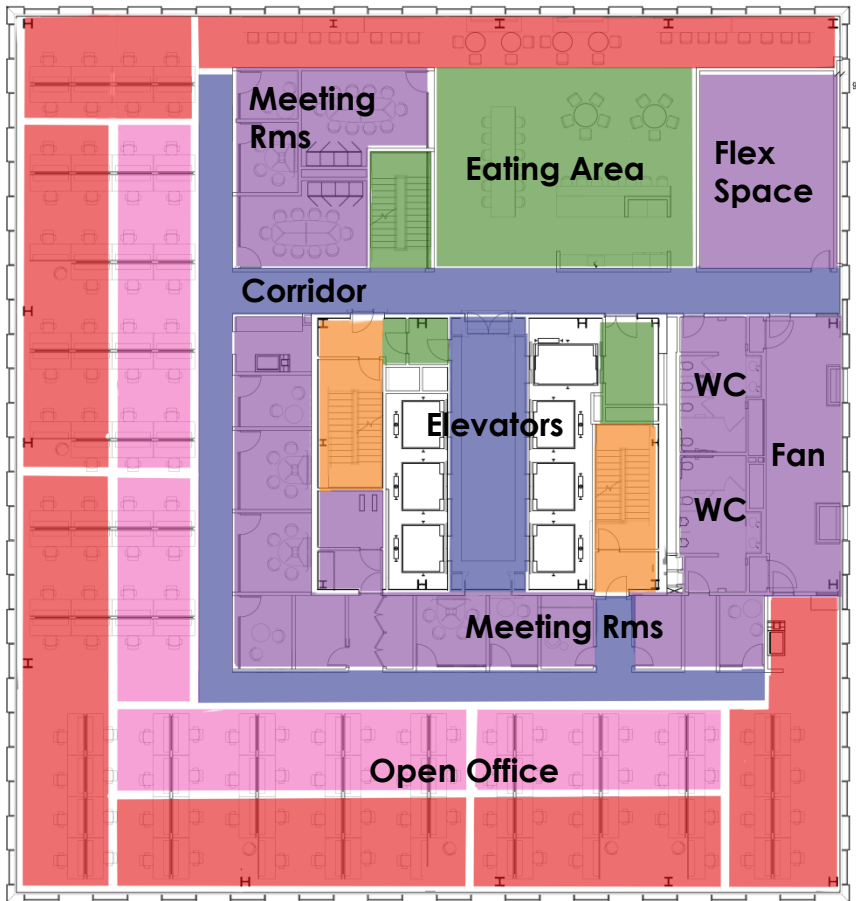 Meeting
Rms
Eating Area
Flex
Space
Corridor
WC
Elevators
Fan
WC
Meeting Rms
Open Office